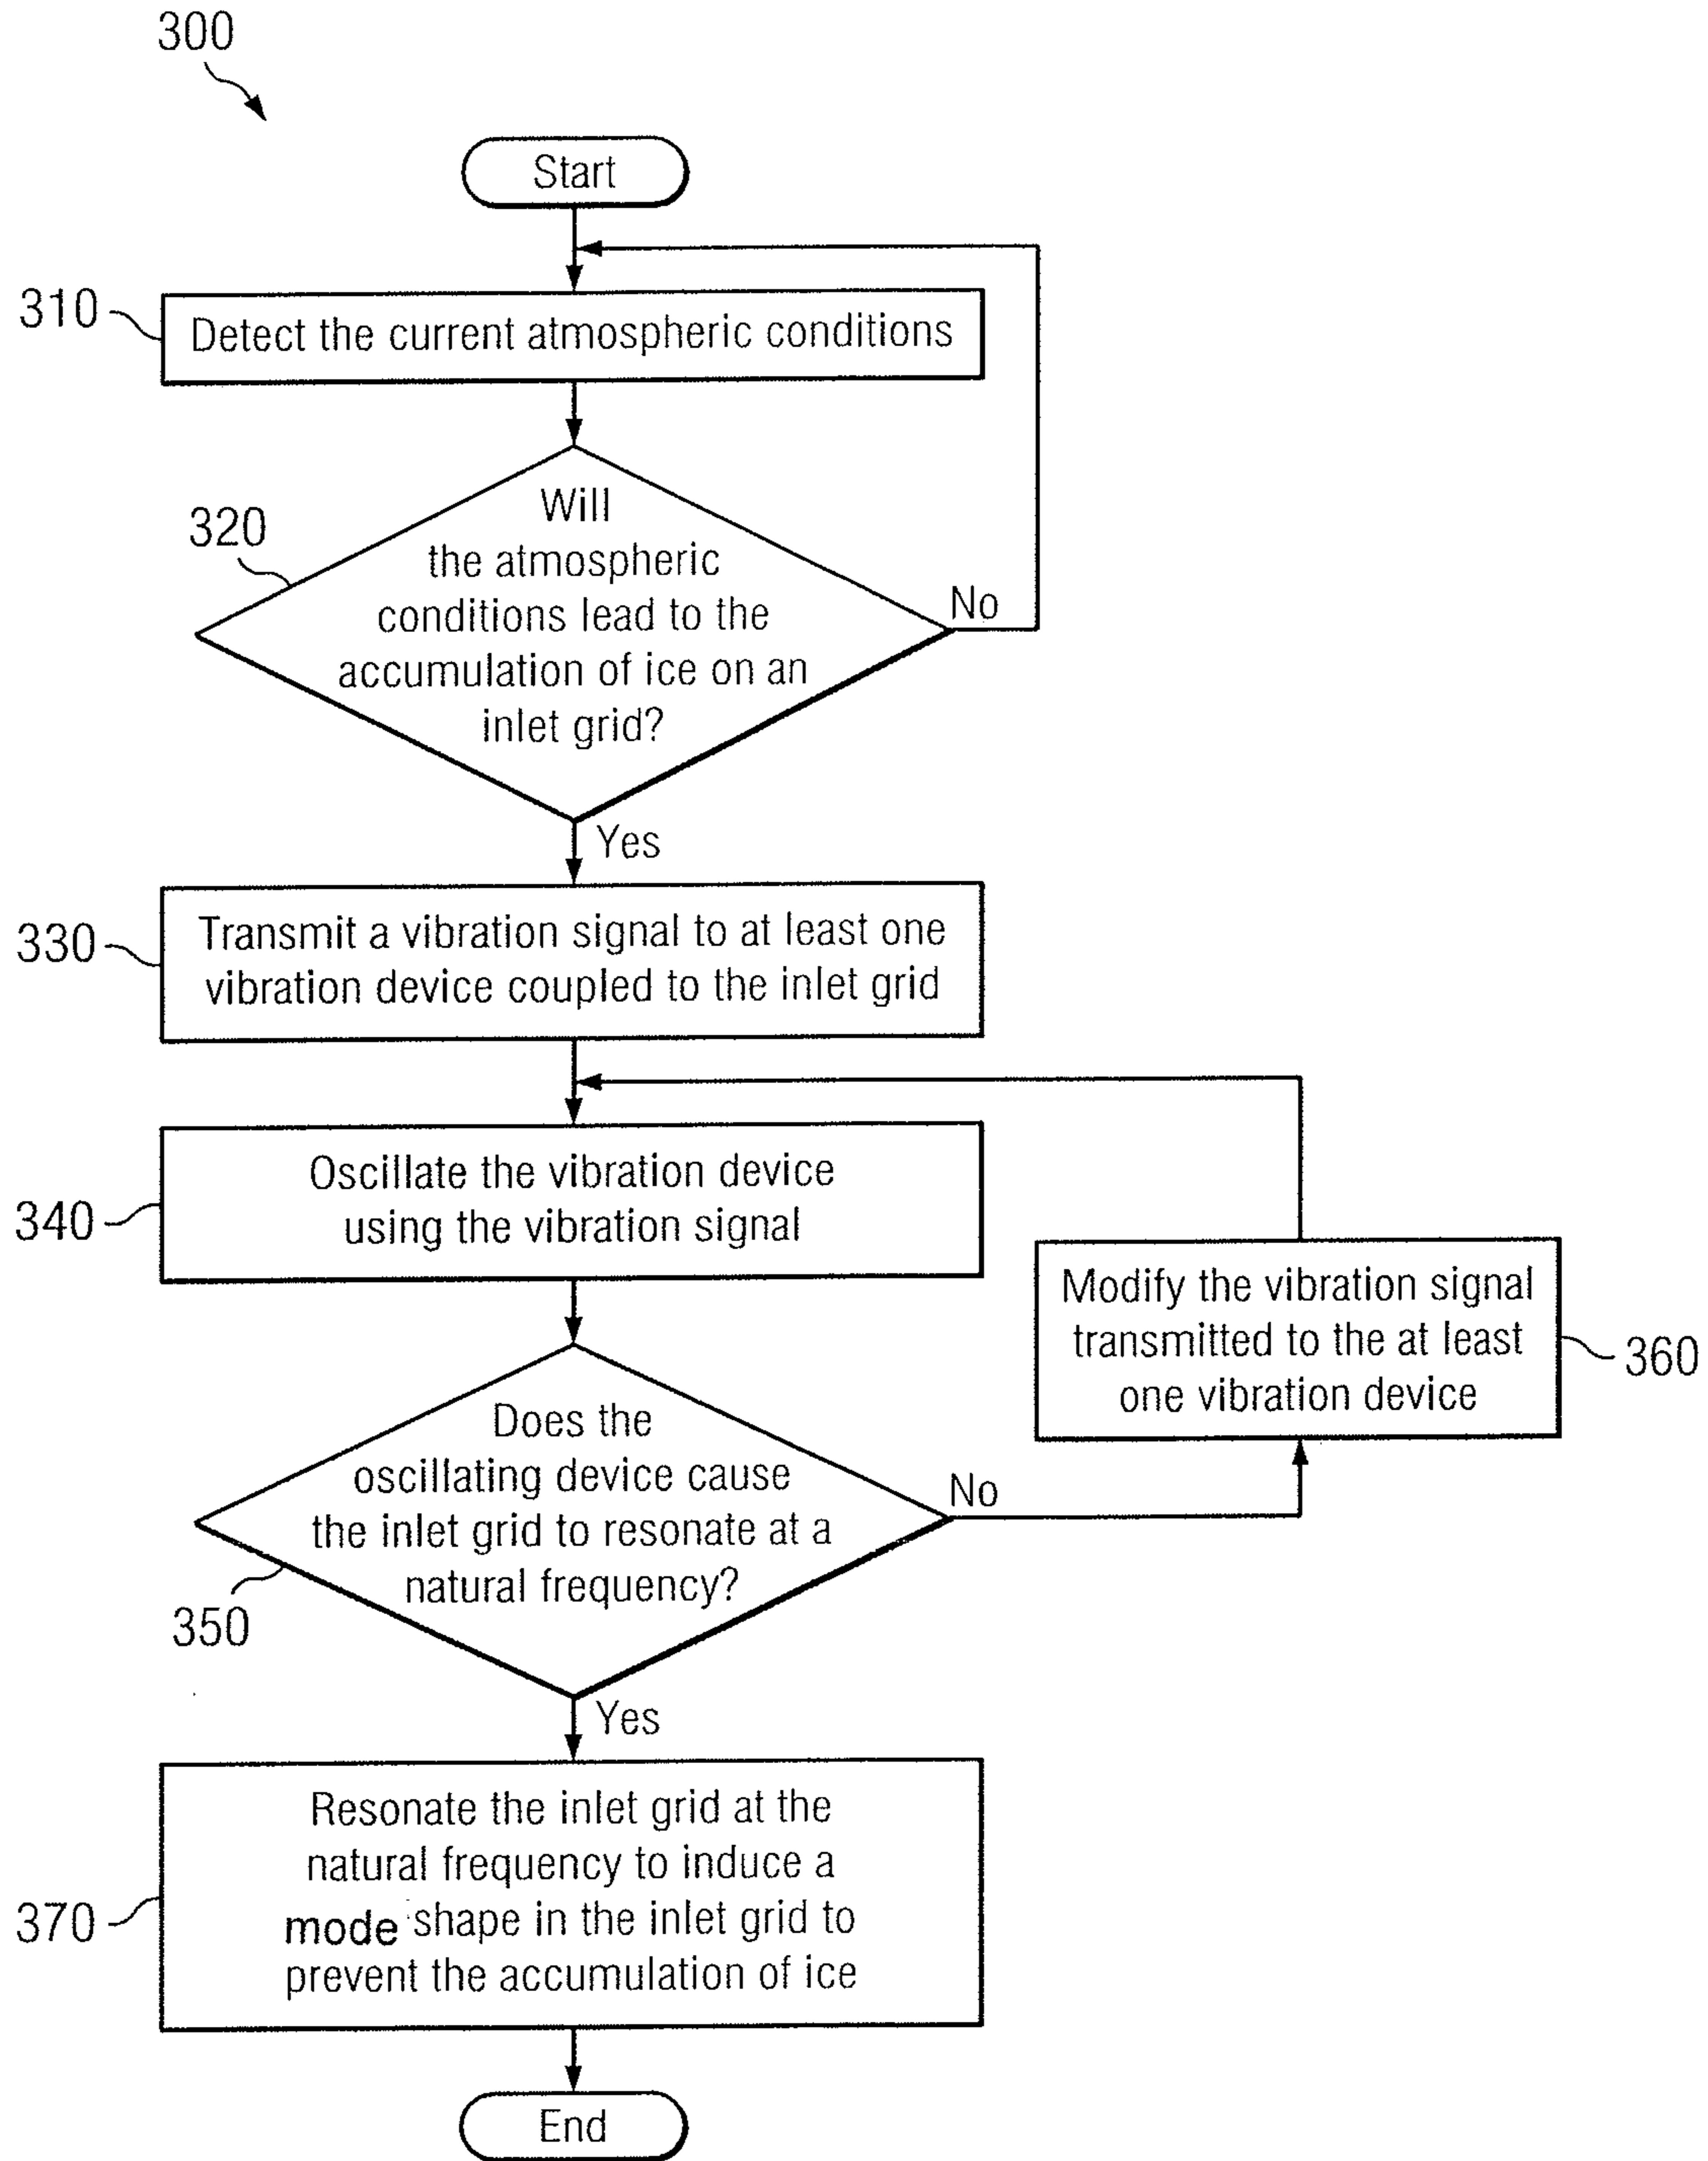 300
Start
310
Detect the current atmospheric conditions
320
Will
the atmospheric
conditions lead to the
accumulation of ice on an
inlet grid?
No
Yes
330
Transmit a vibration signal to at least one
vibration device coupled to the inlet grid
340
Oscillate the vibration device
using the vibration signal
Modify the vibration signal
transmitted to the at least
one vibration device
360
Does the
oscillating device cause
the inlet grid to resonate at a
natural frequency?
No
350
Yes
370
Resonate the inlet grid at the
natural frequency to induce a
mode shape in the inlet grid to
prevent the accumulation of ice
End